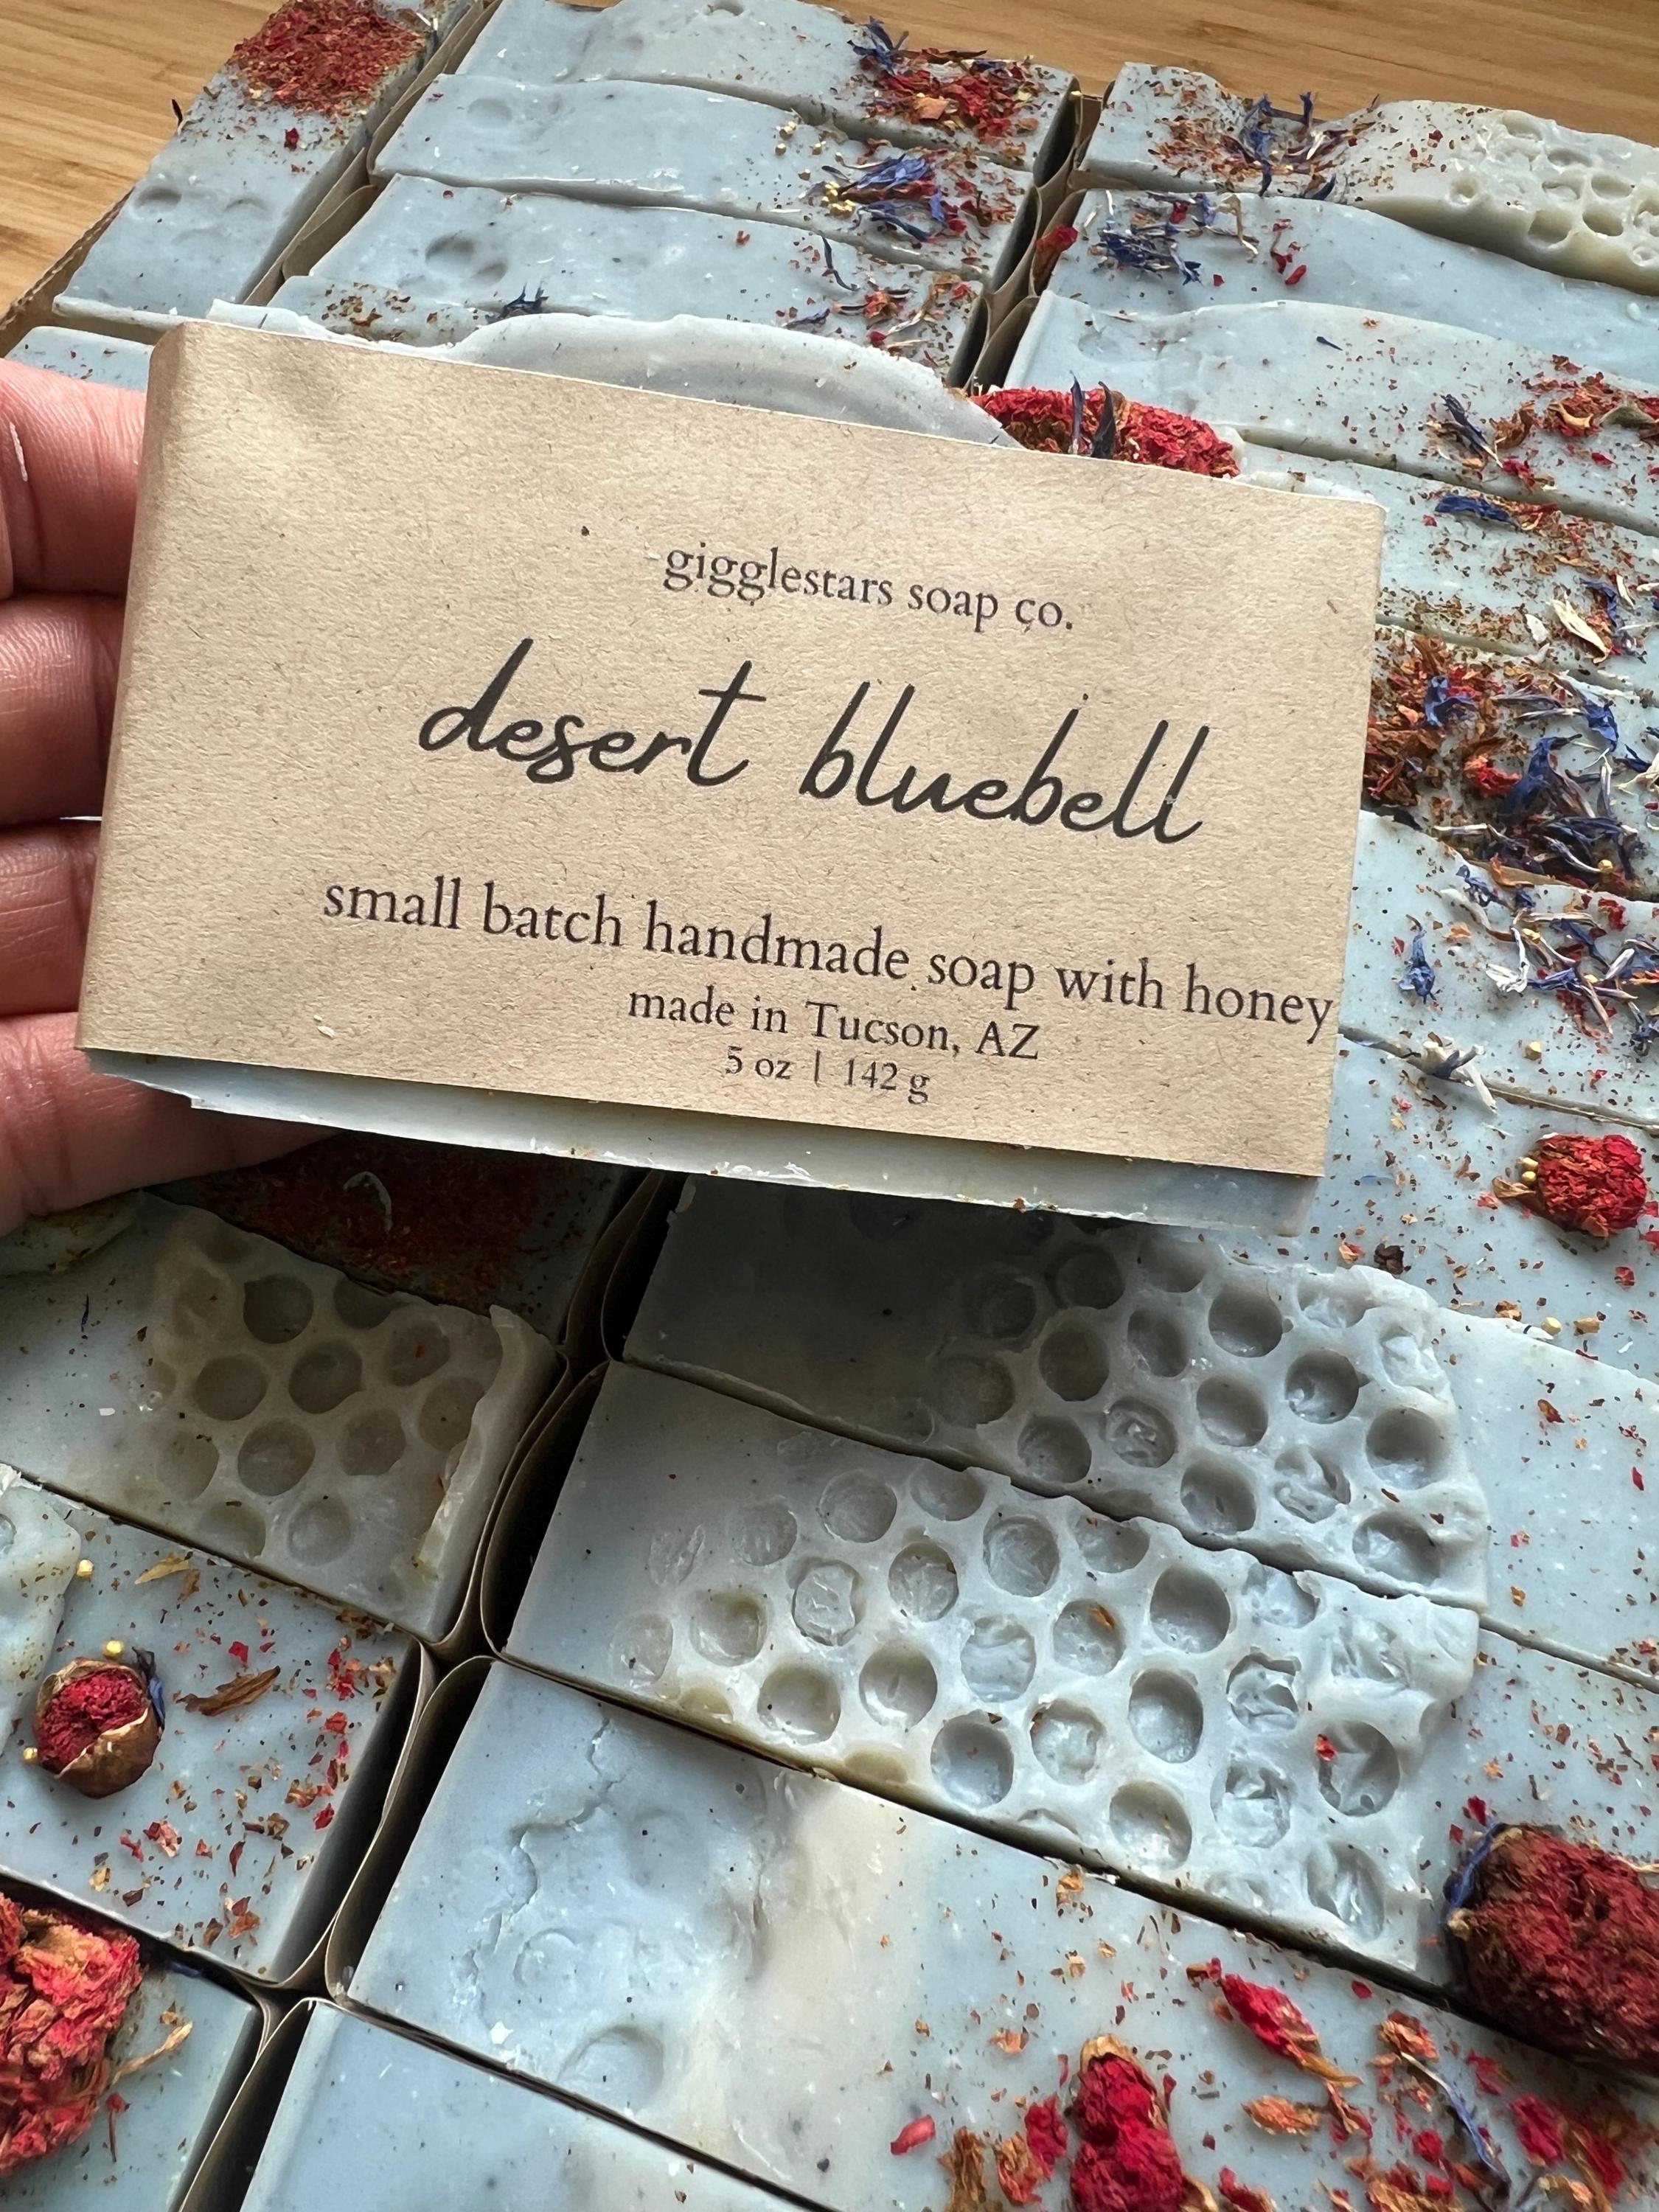 gigglestars soap co.
desert bluebell
small batch handmade soap with honey
made in Tucson, AZ
5 oz | 142 g